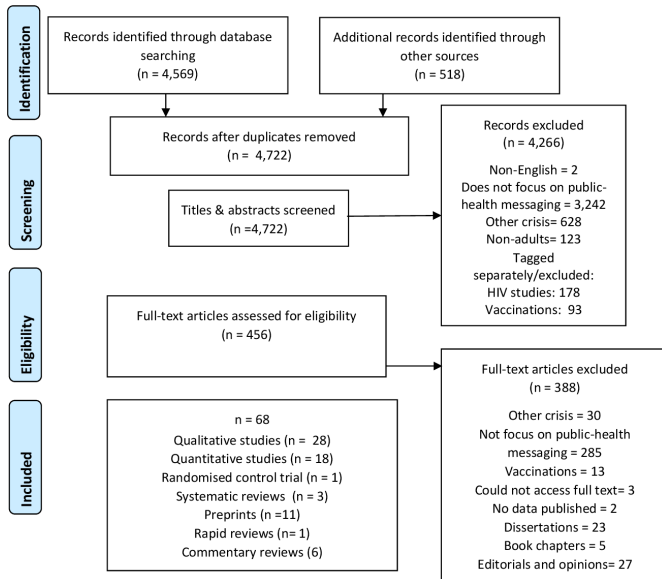 Identification
Records identified through database
searching
(n = 4,569)
Additional records identified through
other sources
(n = 518)
Screening
Records after duplicates removed
(n = 4,722)
Titles & abstracts screened
(n =4,722)
Records excluded
(n = 4,266)
Non-English = 2
Does not focus on public-
health messaging = 3,242
Other crisis= 628
Non-adults= 123
Tagged
separately/excluded:
HIV studies: 178
Vaccinations: 93
Eligibility
Full-text articles assessed for eligibility
(n = 456)
Full-text articles excluded
(n = 388)
Other crisis = 30
Not focus on public-health
messaging = 285
Vaccinations = 13
Could not access full text= 3
No data published = 2
Dissertations = 23
Book chapters = 5
Editorials and opinions= 27
Included
n = 68
Qualitative studies (n = 28)
Quantitative studies (n = 18)
Randomised control trial (n = 1)
Systematic reviews (n = 3)
Preprints (n =11)
Rapid reviews (n= 1)
Commentary reviews (6)